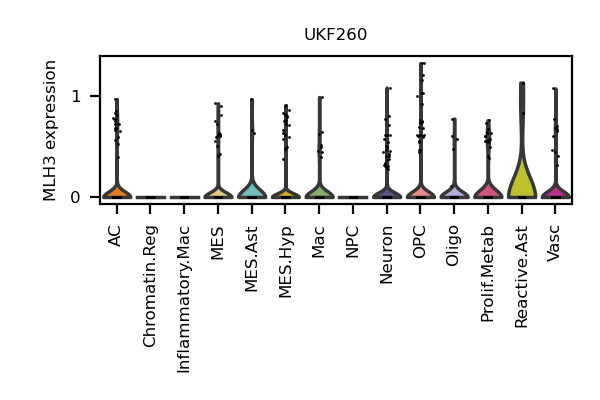 UKF260
MLH3 expression
1
0
AC
Chromatin.Reg
Inflammatory.Mac
MES
MES.Ast
MES.Hyp
Mac
NPC
Neuron
OPC
Oligo
Prolif.Metab
Reactive.Ast
Vasc